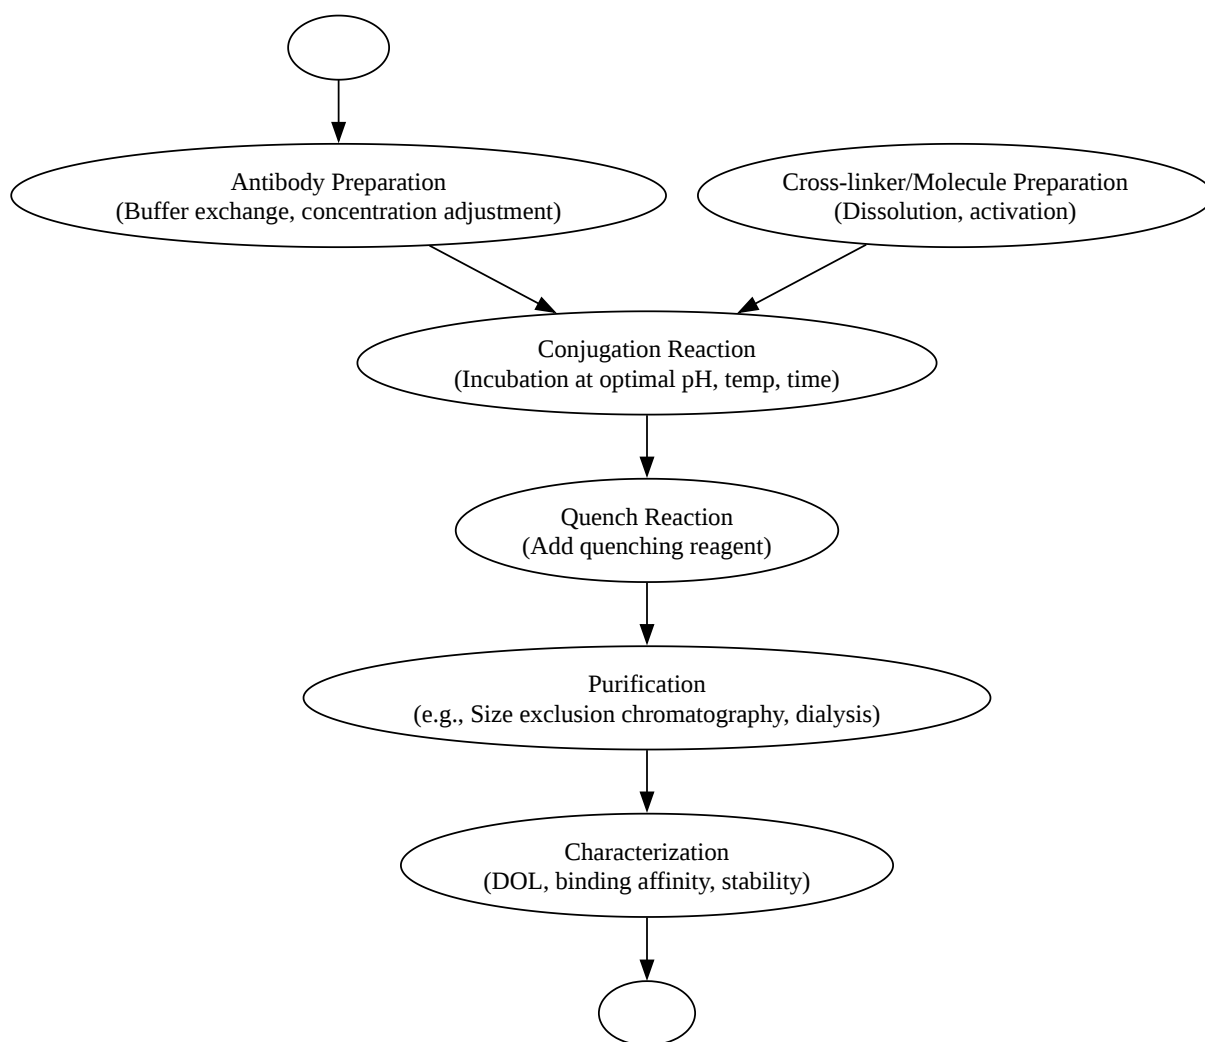 Antibody Preparation
(Buffer exchange, concentration adjustment)
Cross-linker/Molecule Preparation
(Dissolution, activation)
Conjugation Reaction
(Incubation at optimal pH, temp, time)
Quench Reaction
(Add quenching reagent)
Purification
(e.g., Size exclusion chromatography, dialysis)
Characterization
(DOL, binding affinity, stability)